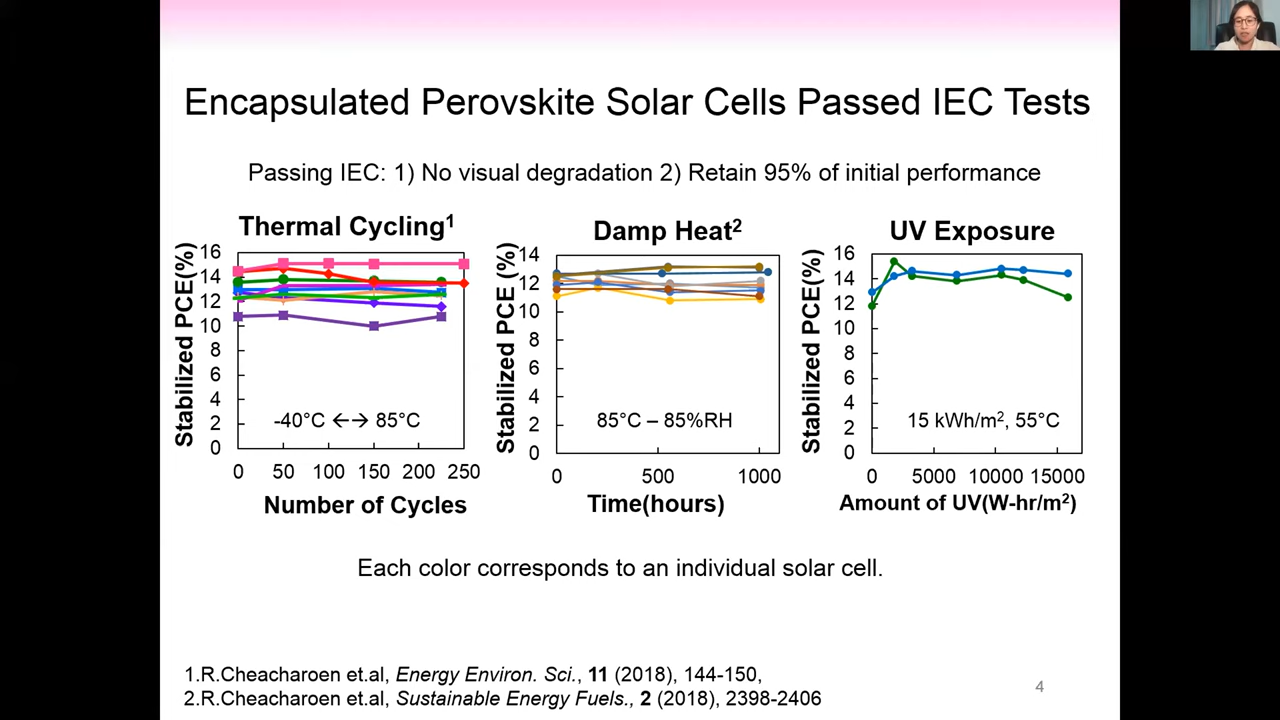 Encapsulated Perovskite Solar Cells Passed IEC Tests
Passing IEC: 1) No visual degradation 2) Retain 95% of initial performance
Thermal Cycling1
Stabilized PCE(%)
16
14
12
10
8
6
4
2
0
-40°C ←→ 85°C
0 50 100 150 200 250
Number of Cycles
Damp Heat2
Stabilized PCE (%)
14
12
10
8
6
4
2
0
85°C – 85%RH
0 500 1000
Time(hours)
UV Exposure
Stabilized PCE(%)
16
14
12
10
8
6
4
2
0
15 kWh/m2, 55°C
0 5000 10000 15000
Amount of UV(W-hr/m2)
Each color corresponds to an individual solar cell.
1.R.Cheacharoen et.al, Energy Environ. Sci., 11 (2018), 144-150,
2.R.Cheacharoen et.al, Sustainable Energy Fuels., 2 (2018), 2398-2406
4